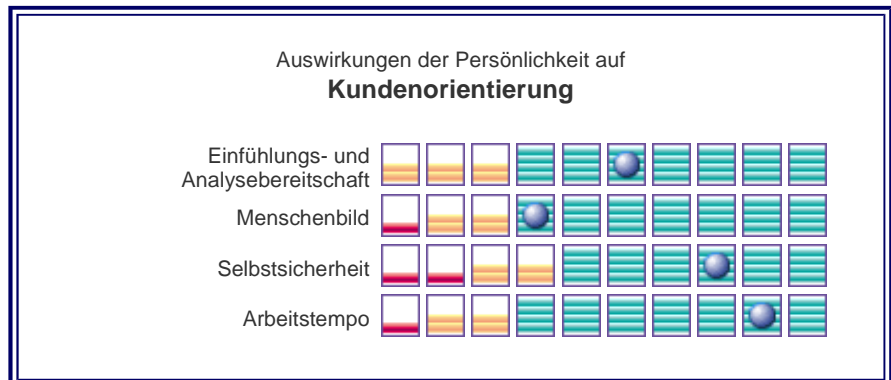 Auswirkungen der Persönlichkeit auf
Kundenorientierung
Einfühlungs- und
Analysebereitschaft
Menschenbild
Selbstsicherheit
Arbeitstempo